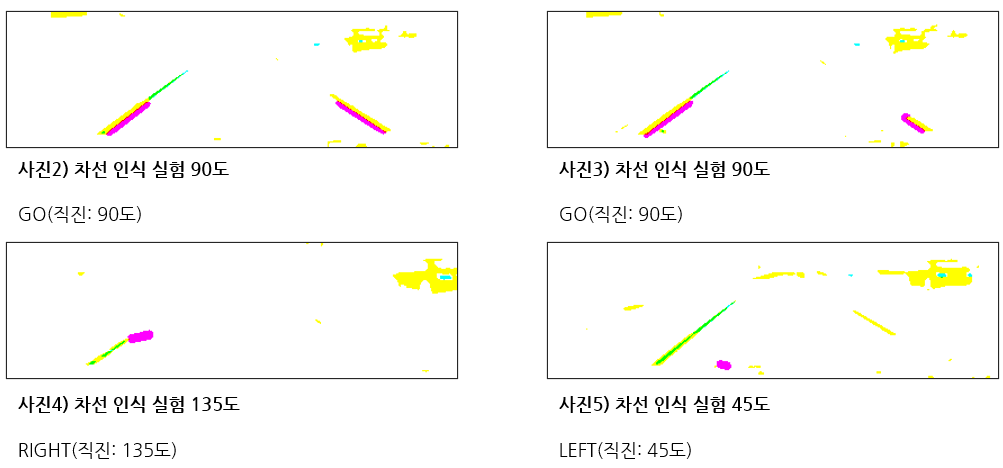 사진2) 차선 인식 실험 90도
GO(직진: 90도)
사진3) 차선 인식 실험 90도
GO(직진: 90도)
사진4) 차선 인식 실험 135도
RIGHT(직진: 135도)
사진5) 차선 인식 실험 45도
LEFT(직진: 45도)